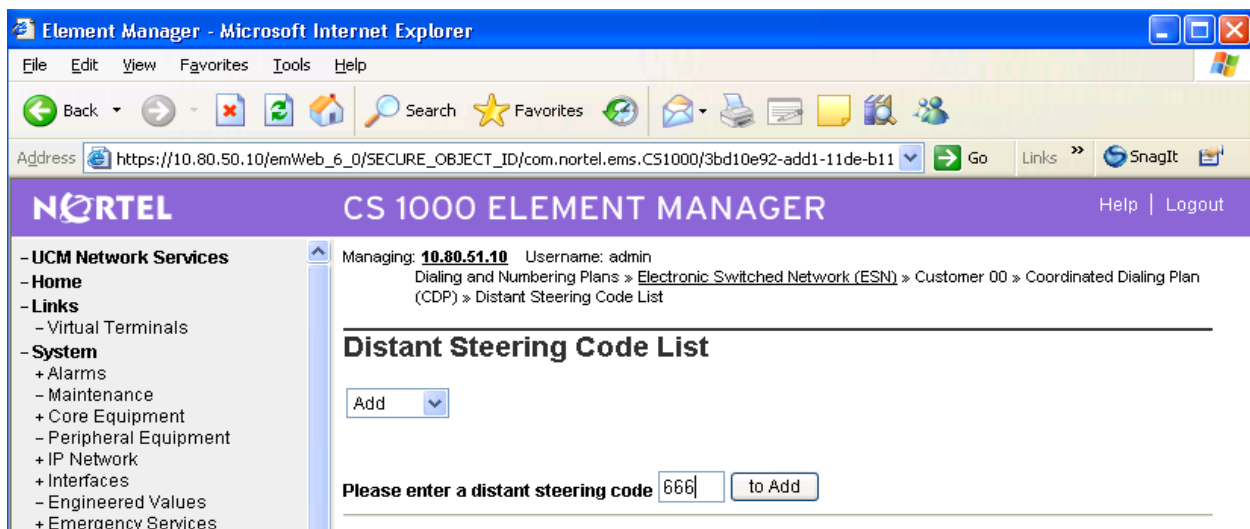 Element Manager - Microsoft Internet Explorer
File Edit View Favorites Tools Help
Back Search Favorites
Address https://10.80.50.10/emWeb_6_0/SECURE_OBJECT_ID/com.nortel.ems.CS1000/3bd10e92-add1-11de-b11 Go Links » SnagIt
NORTEL CS 1000 ELEMENT MANAGER Help | Logout
Managing: 10.80.51.10 Username: admin
Dialing and Numbering Plans » Electronic Switched Network (ESN) » Customer 00 » Coordinated Dialing Plan
(CDP) » Distant Steering Code List
- UCM Network Services
- Home
- Links
- Virtual Terminals
- System
+ Alarms
- Maintenance
+ Core Equipment
- Peripheral Equipment
+ IP Network
+ Interfaces
- Engineered Values
+ Emergency Services
Distant Steering Code List
Add
Please enter a distant steering code 666 to Add